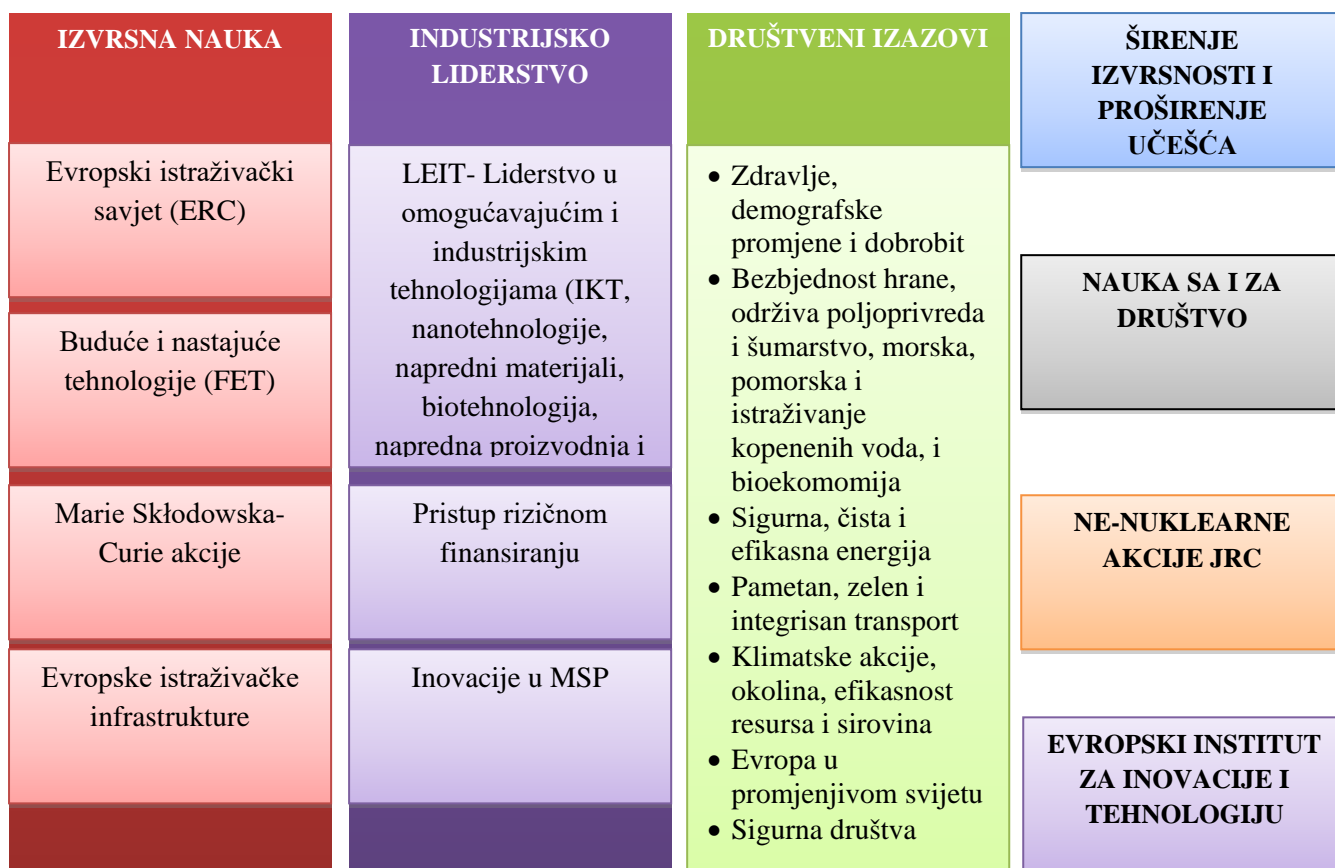 IZVRSNA NAUKA
Evropski istraživački
savjet (ERC)
Buduće i nastajuće
tehnologije (FET)
Marie Skłodowska-
Curie akcije
Evropske istraživačke
infrastrukture
INDUSTRIJSKO
LIDERSTVO
LEIT- Liderstvo u
omogućavajućim i
industrijskim
tehnologijama (IKT,
nanotehnologije,
napredni materijali,
biotehnologija,
napredna proizvodnja i
Pristup rizičnom
finansiranju
Inovacije u MSP
DRUŠTVENI IZAZOVI
• Zdravlje,
demografske
promjene i dobrobit
• Bezbjednost hrane,
održiva poljoprivreda
i šumarstvo, morska,
pomorska i
istraživanje
kopenenih voda, i
bioekomomija
• Sigurna, čista i
efikasna energija
• Pametan, zelen i
integrisan transport
• Klimatske akcije,
okolina, efikasnost
resursa i sirovina
• Evropa u
promjenjivom svijetu
• Sigurna društva
ŠIRENJE
IZVRSNOSTI I
PROŠIRENJE
UČEŠĆA
NAUKA SA I ZA
DRUŠTVO
NE-NUKLEARNE
AKCIJE JRC
EVROPSKI INSTITUT
ZA INOVACIJE I
TEHNOLOGIJU